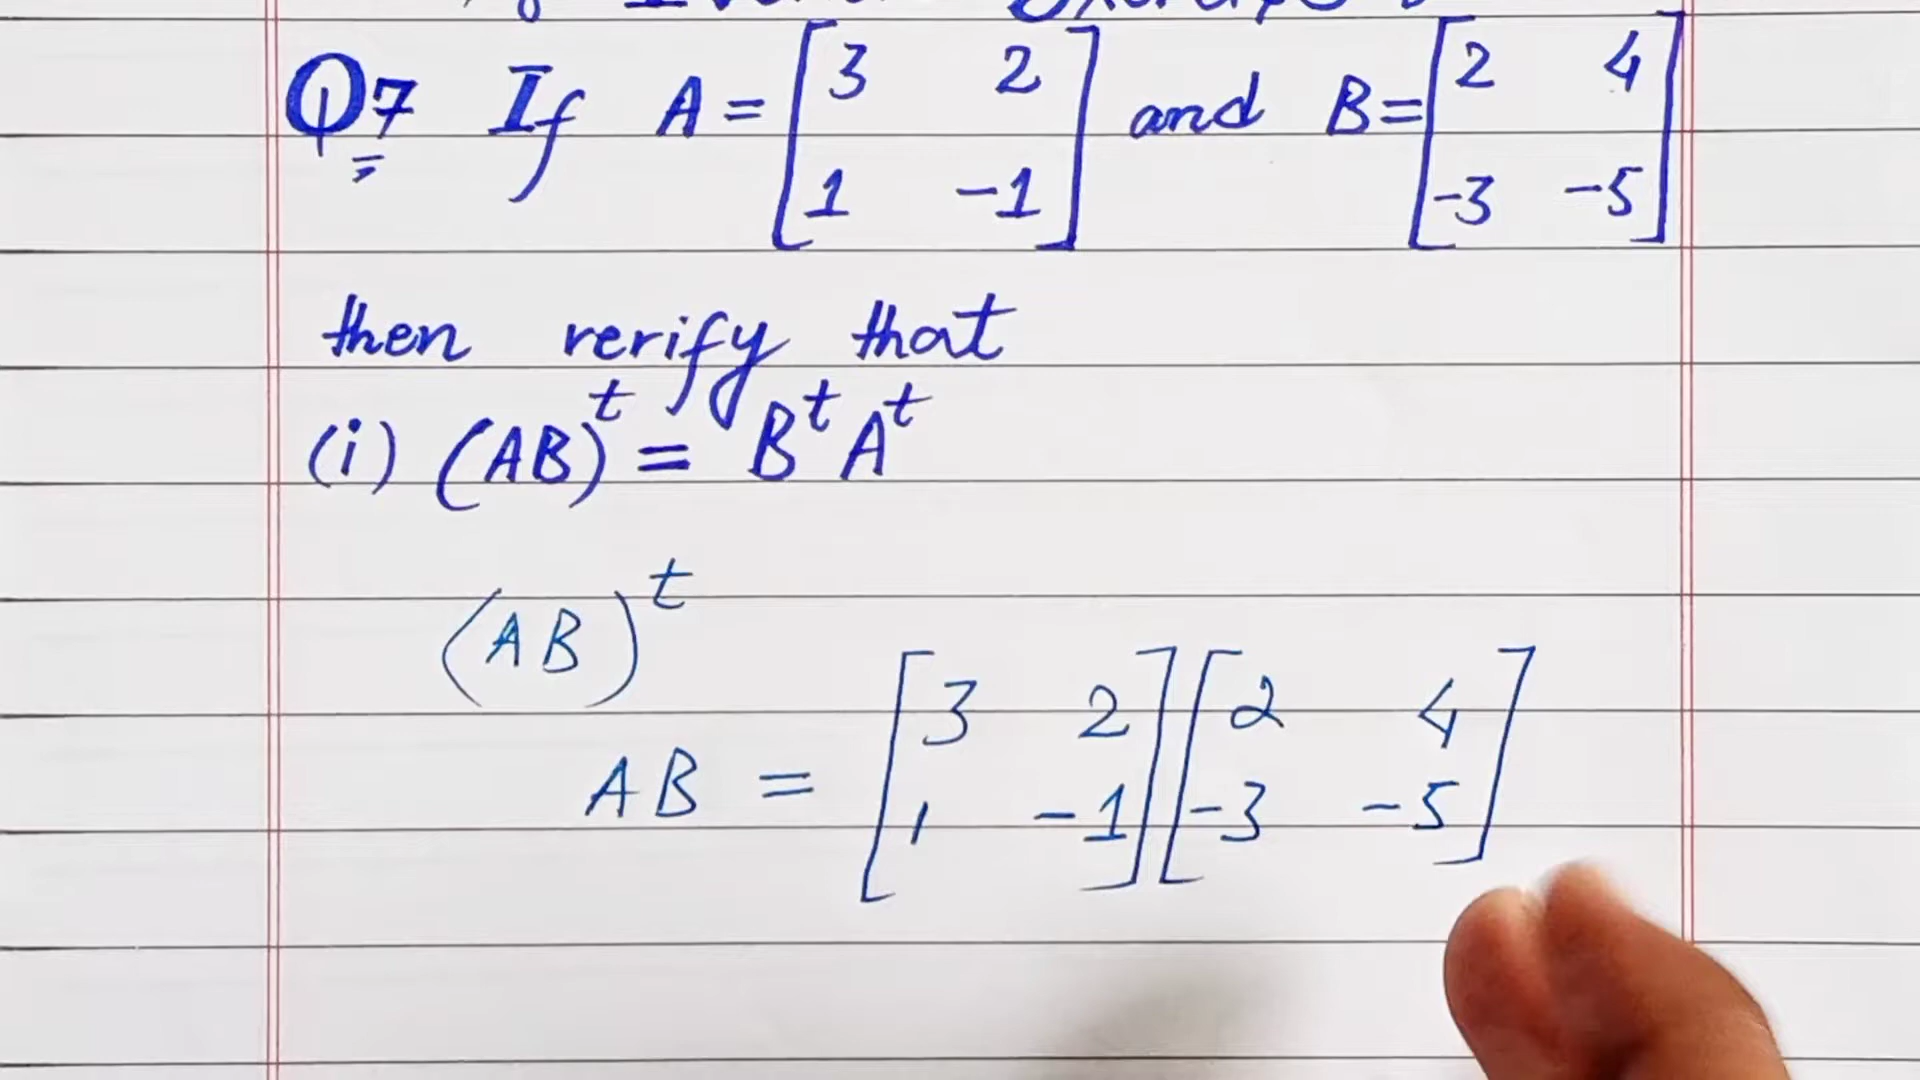 Q7 If A = [3 2 1 -1] and B = [2 4 -3 -5]
then verify that
(i) (AB)^t = B^t A^t
(AB)^t
AB = [3 2 1 -1] [2 4 -3 -5]